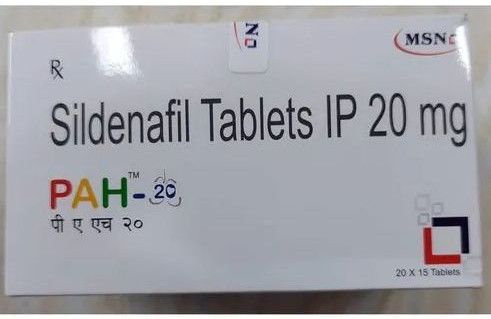 MSN
℞
Sildenafil Tablets IP 20 mg
PAH™-20
पी ए एच २०
20 X 15 Tablets